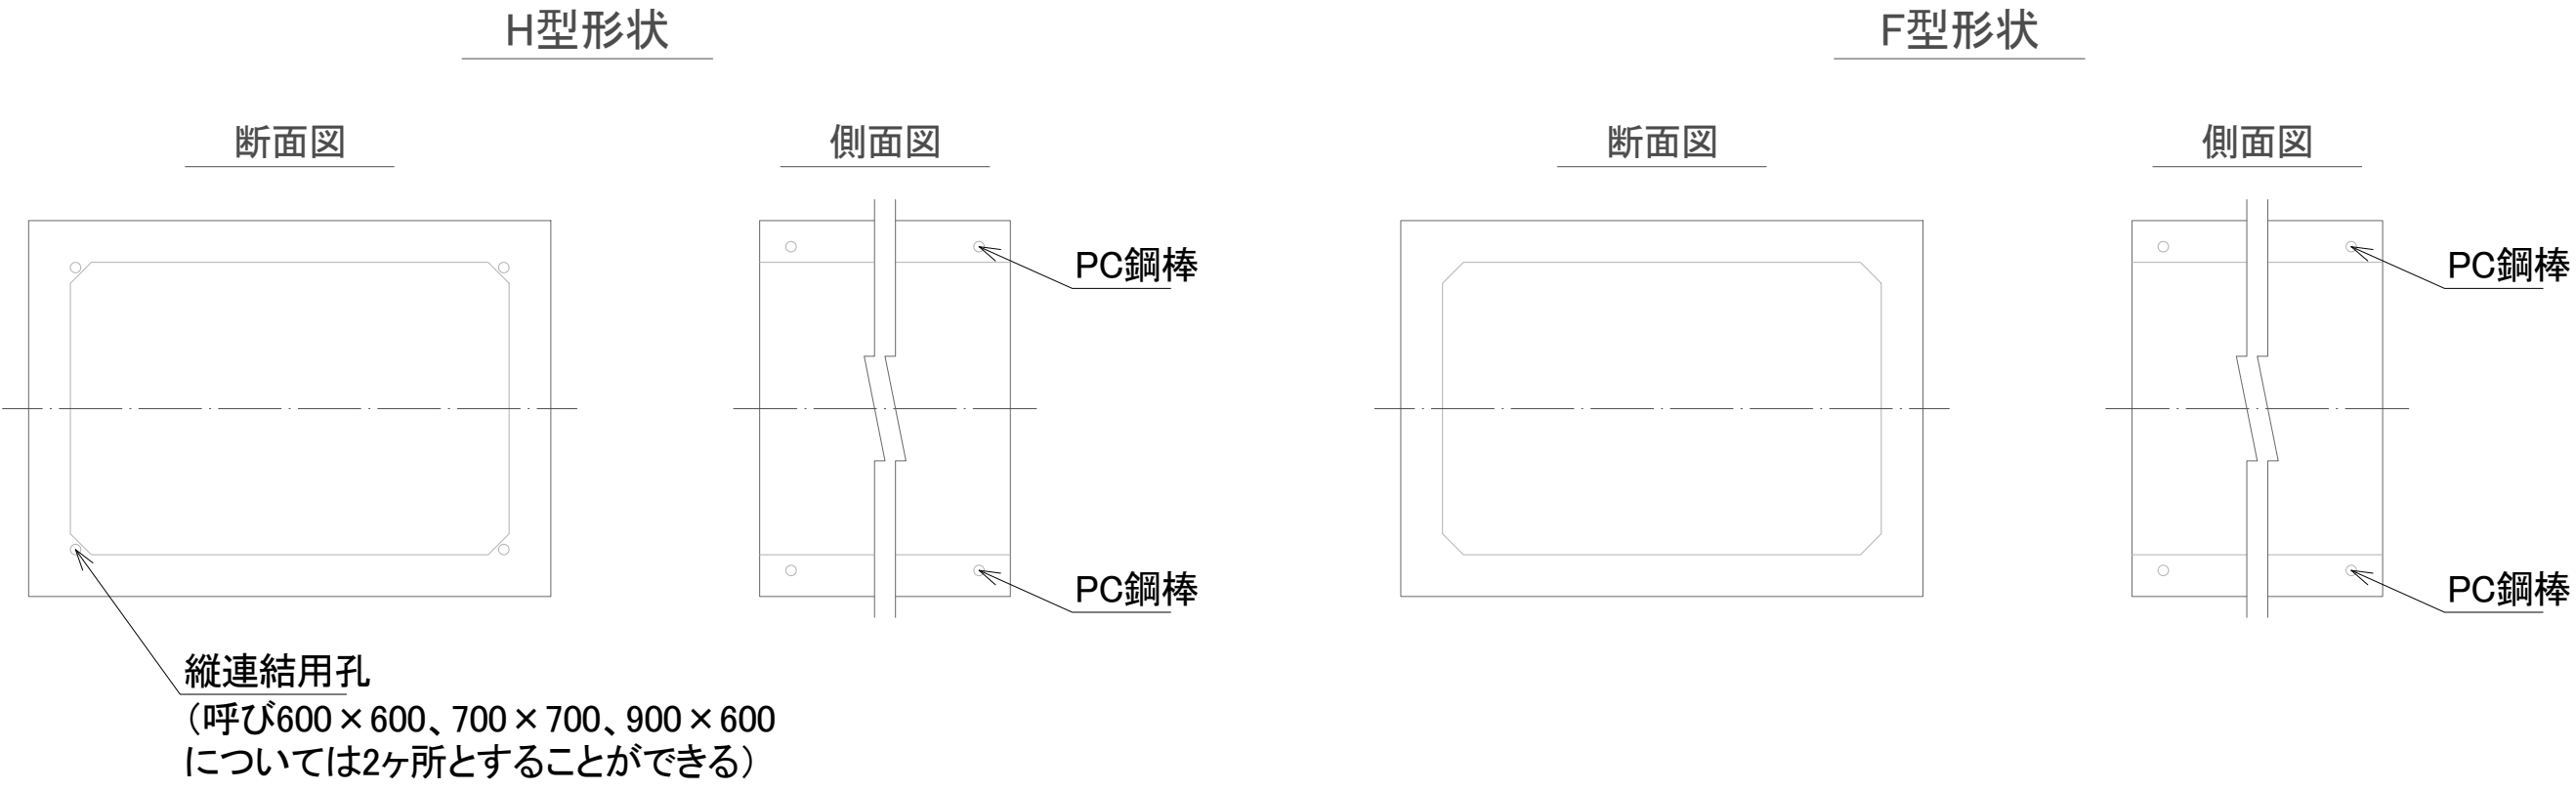 H型形状
断面図
側面図
PC鋼棒
PC鋼棒
縦連結用孔
（呼び600×600、700×700、900×600
については2ヶ所とすることができる）
F型形状
断面図
側面図
PC鋼棒
PC鋼棒